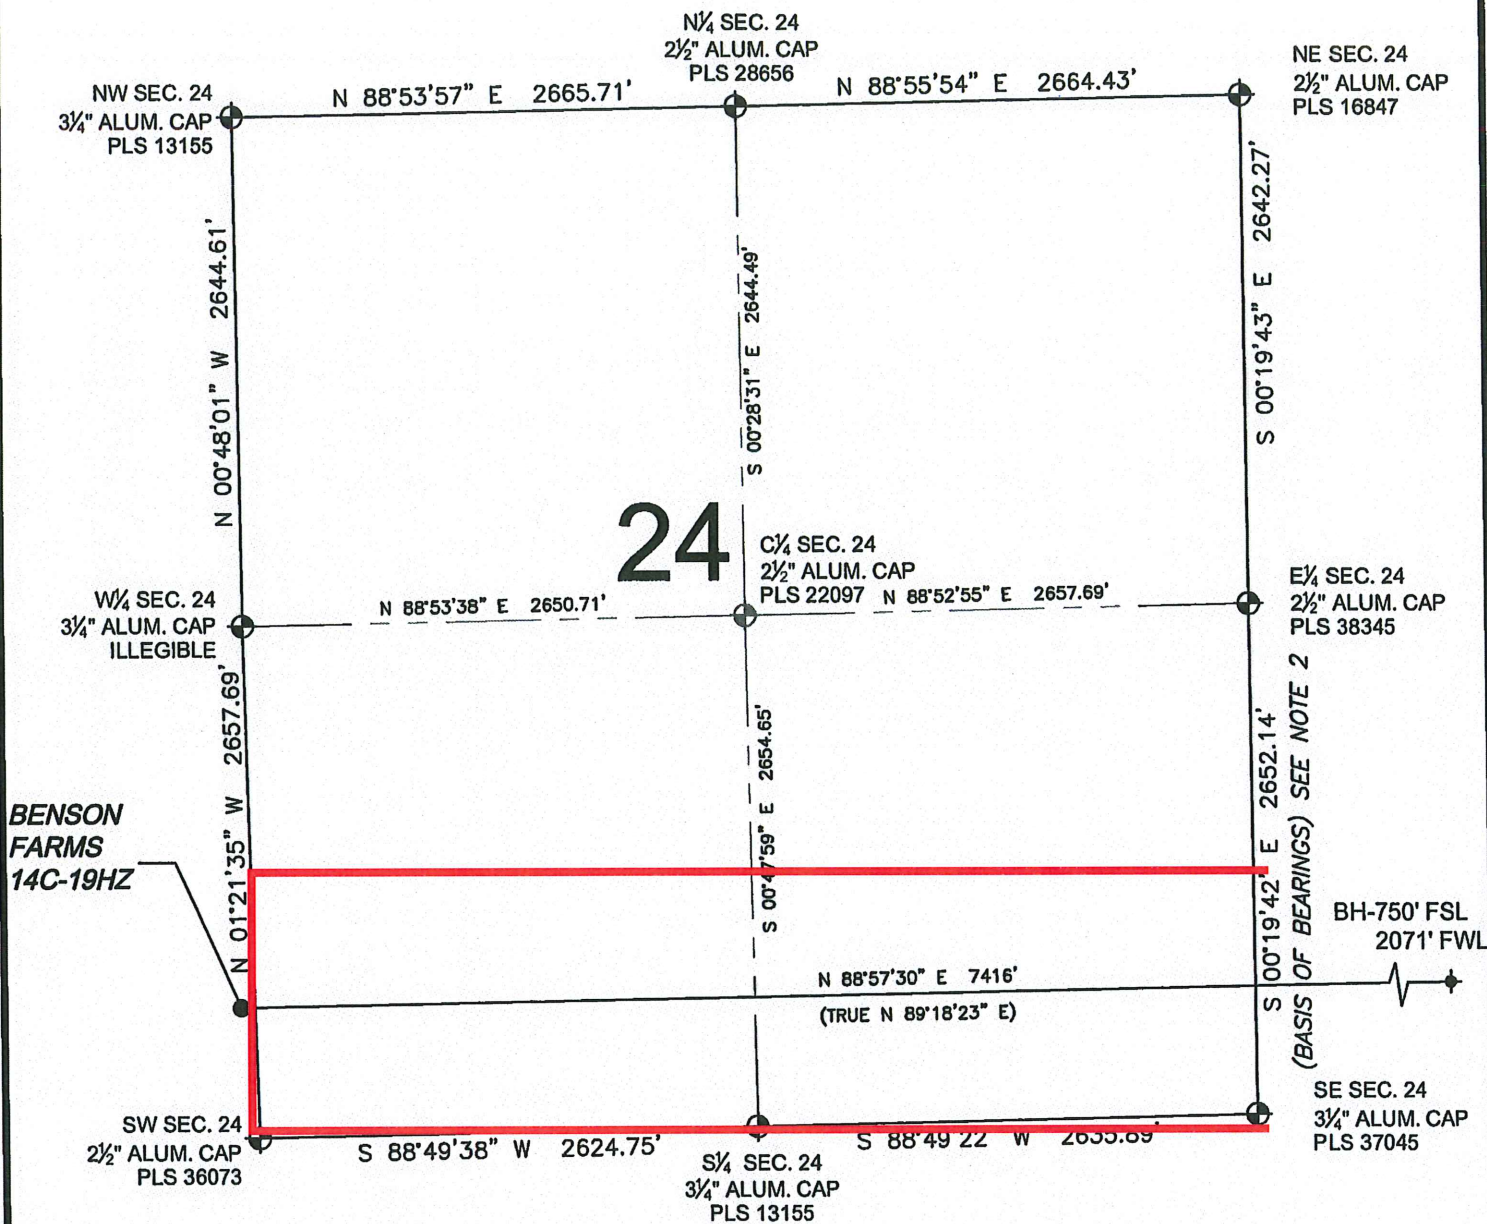 N¼ SEC. 24
2½" ALUM. CAP
PLS 28656
NE SEC. 24
2½" ALUM. CAP
PLS 16847
NW SEC. 24
3¼" ALUM. CAP
PLS 13155
N 88°53'57" E 2665.71'
N 88°55'54" E 2664.43'
N 00°48'01" W 2644.61'
S 00°28'31" E 2644.49'
S 00°19'43" E 2642.27'
24
C¼ SEC. 24
2½" ALUM. CAP
PLS 22097
W¼ SEC. 24
3¼" ALUM. CAP
ILLEGIBLE
N 88°53'38" E 2650.71'
N 88°52'55" E 2657.69'
E¼ SEC. 24
2½" ALUM. CAP
PLS 38345
N 01°21'35" W 2657.69'
S 00°47'59" E 2654.65'
S 00°19'42" E 2652.14'
(BASIS OF BEARINGS) SEE NOTE 2
BENSON
FARMS
14C-19HZ
BH-750' FSL
2071' FWL
N 88°57'30" E 7416'
(TRUE N 89°18'23" E)
SW SEC. 24
2½" ALUM. CAP
PLS 36073
S 88°49'38" W 2624.75'
S¼ SEC. 24
3¼" ALUM. CAP
PLS 13155
S 88°49'22" W 2635.89'
SE SEC. 24
3¼" ALUM. CAP
PLS 37045